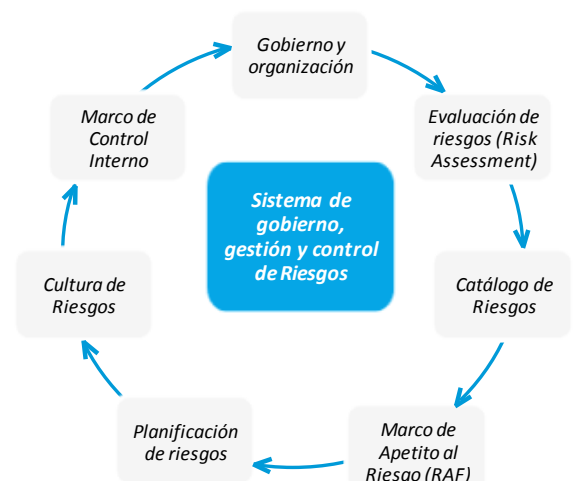 Gobierno y
organización
Evaluación de
riesgos (Risk
Assessment)
Catálogo de
Riesgos
Marco de
Apetito al
Riesgo (RAF)
Planificación
de riesgos
Cultura de
Riesgos
Marco de
Control
Interno
Sistema de
gobierno,
gestión y control
de Riesgos